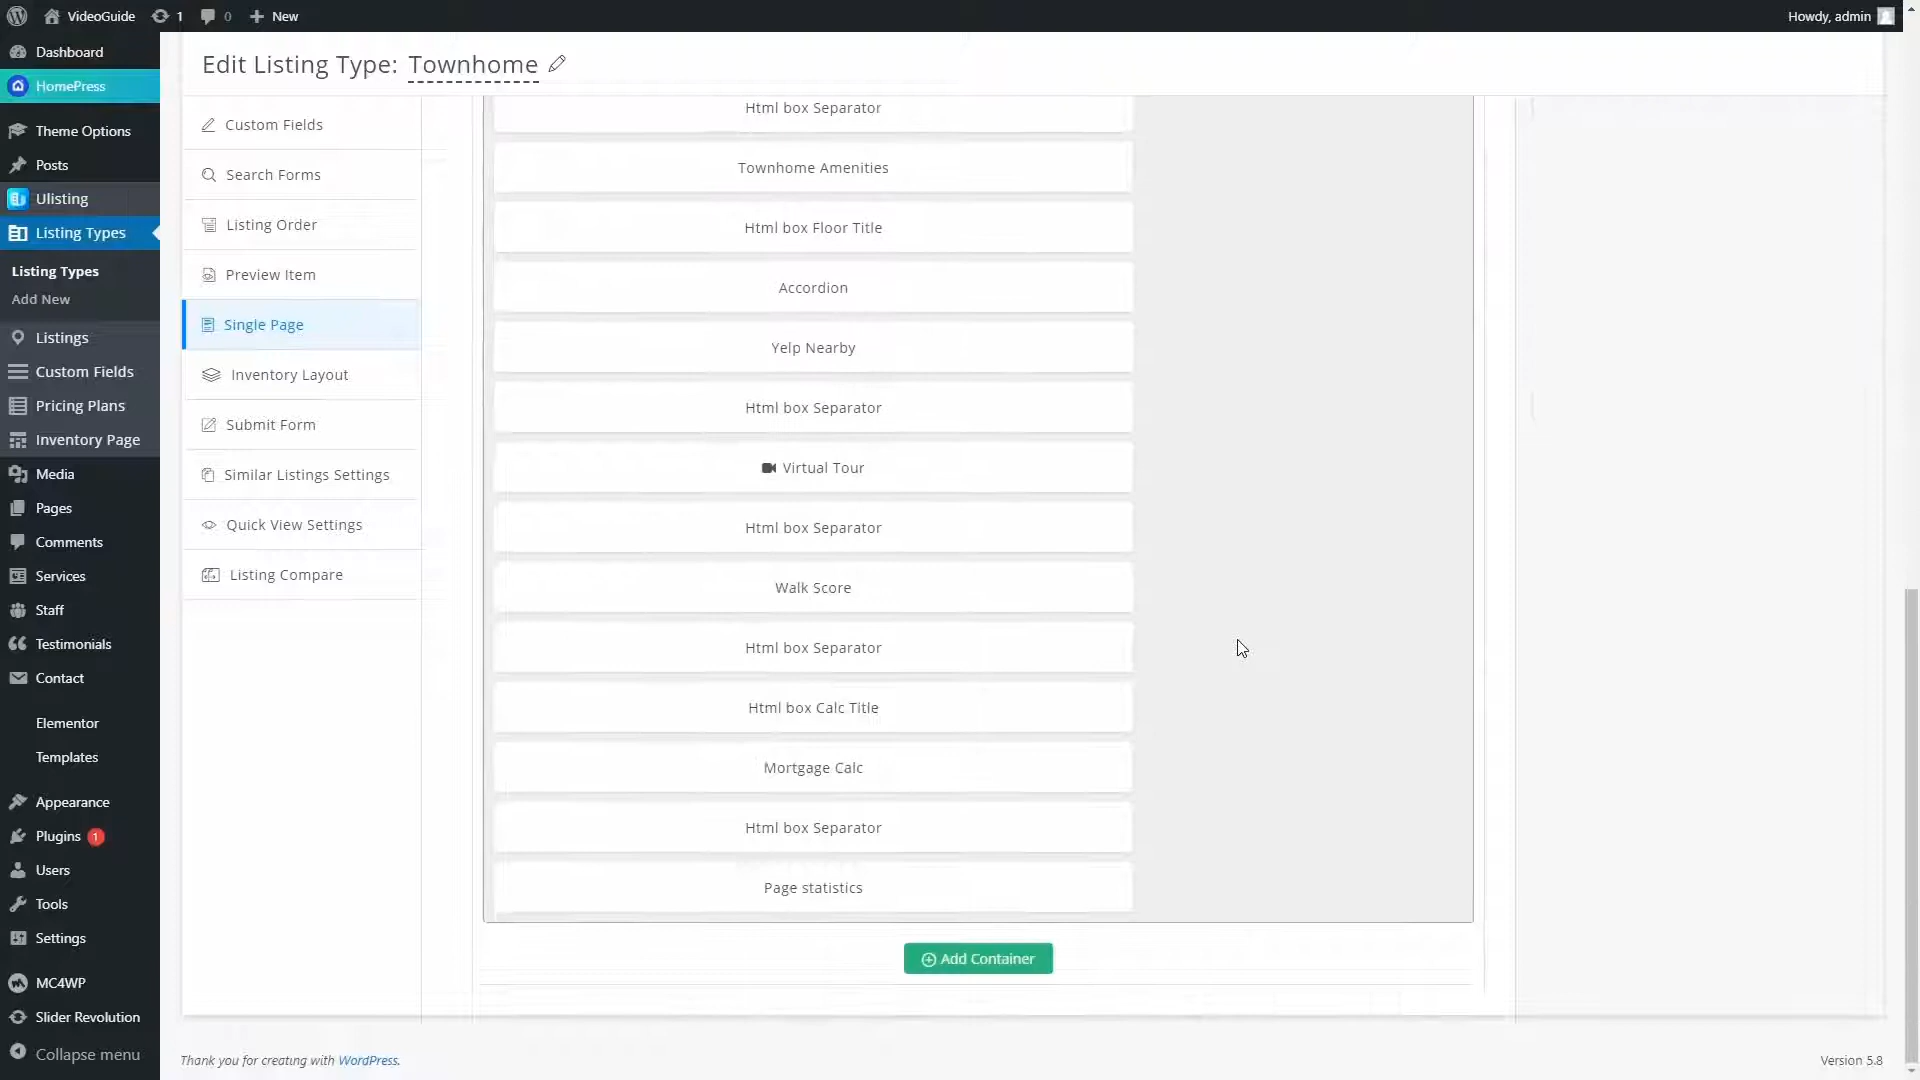 VideoGuide
1
0
New
Howdy, admin
Dashboard
HomePress
Theme Options
Posts
Ulisting
Listing Types
Listing Types
Add New
Listings
Custom Fields
Pricing Plans
Inventory Page
Media
Pages
Comments
Services
Staff
Testimonials
Contact
Elementor
Templates
Appearance
Plugins 1
Users
Tools
Settings
MC4WP
Slider Revolution
Collapse menu
Edit Listing Type: Townhome
Custom Fields
Search Forms
Listing Order
Preview Item
Single Page
Inventory Layout
Submit Form
Similar Listings Settings
Quick View Settings
Listing Compare
Html box Separator
Townhome Amenities
Html box Floor Title
Accordion
Yelp Nearby
Html box Separator
Virtual Tour
Html box Separator
Walk Score
Html box Separator
Html box Calc Title
Mortgage Calc
Html box Separator
Page statistics
Add Container
Thank you for creating with WordPress.
Version 5.8